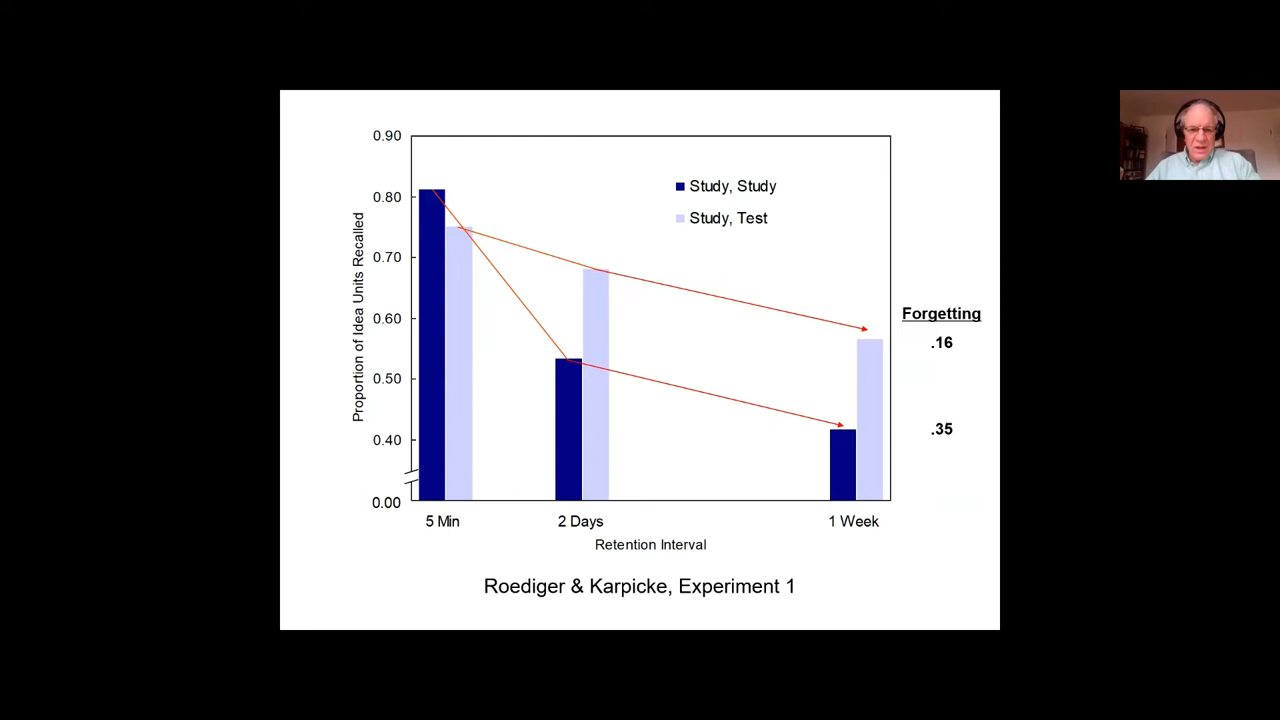 0.90
0.80
0.70
0.60
0.50
0.40
0.00
Proportion of Idea Units Recalled
Study, Study
Study, Test
Forgetting
.16
.35
5 Min
2 Days
1 Week
Retention Interval
Roediger & Karpicke, Experiment 1